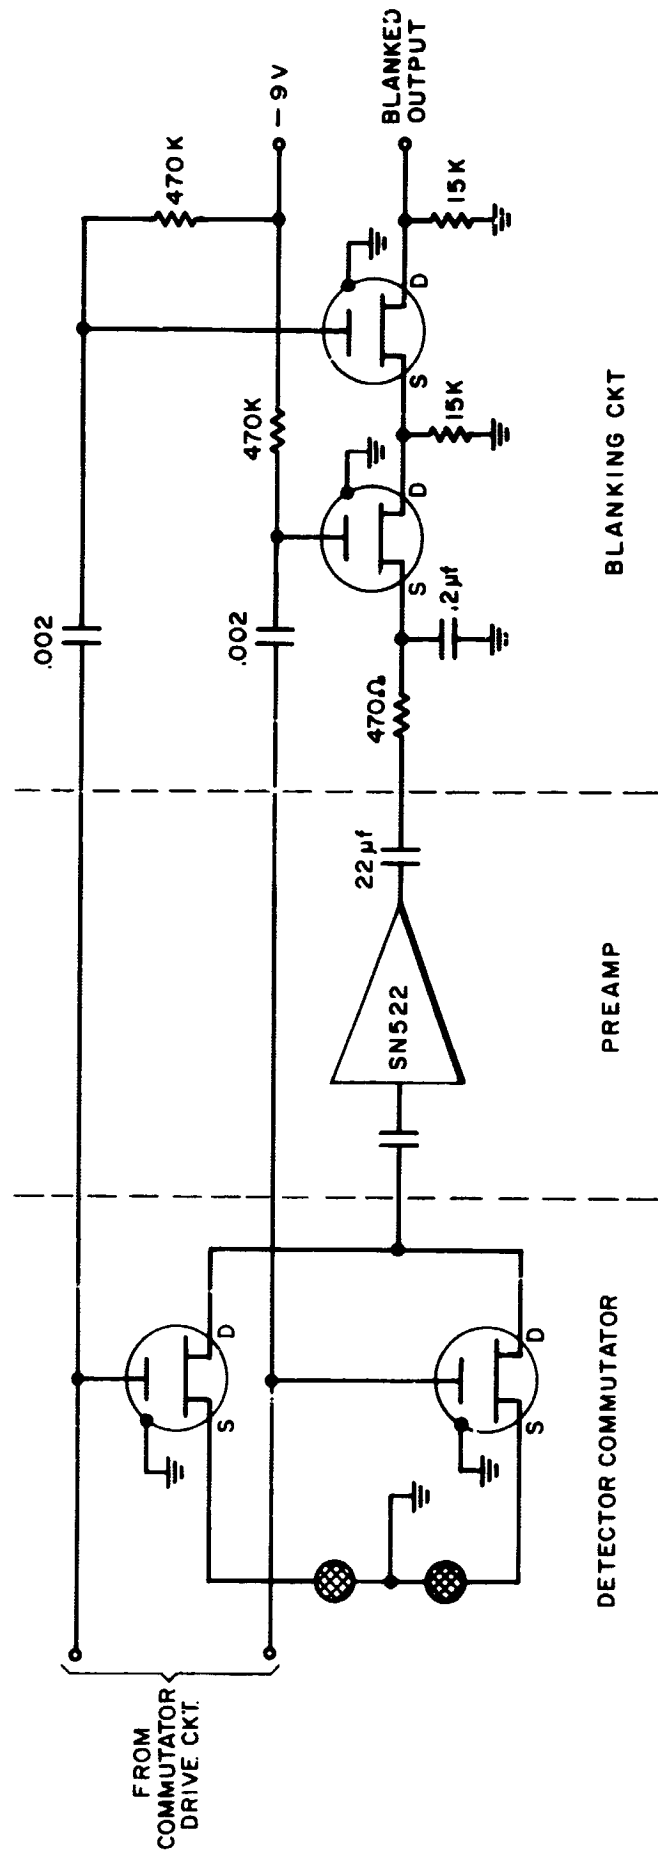 FROM
COMMUTATOR
DRIVE CKT.
S
D
S
D
DETECTOR COMMUTATOR
SN522
22 µf
PREAMP
.002
.002
470Ω
.2 µf
S
D
470K
15K
S
D
470K
15K
- 9V
BLANKED
OUTPUT
BLANKING CKT